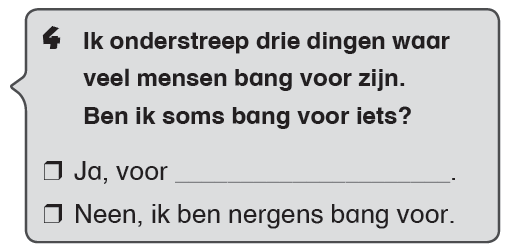 4 Ik onderstreep drie dingen waar
veel mensen bang voor zijn.
Ben ik soms bang voor iets?
❒ Ja, voor ____________________.
❒ Neen, ik ben nergens bang voor.